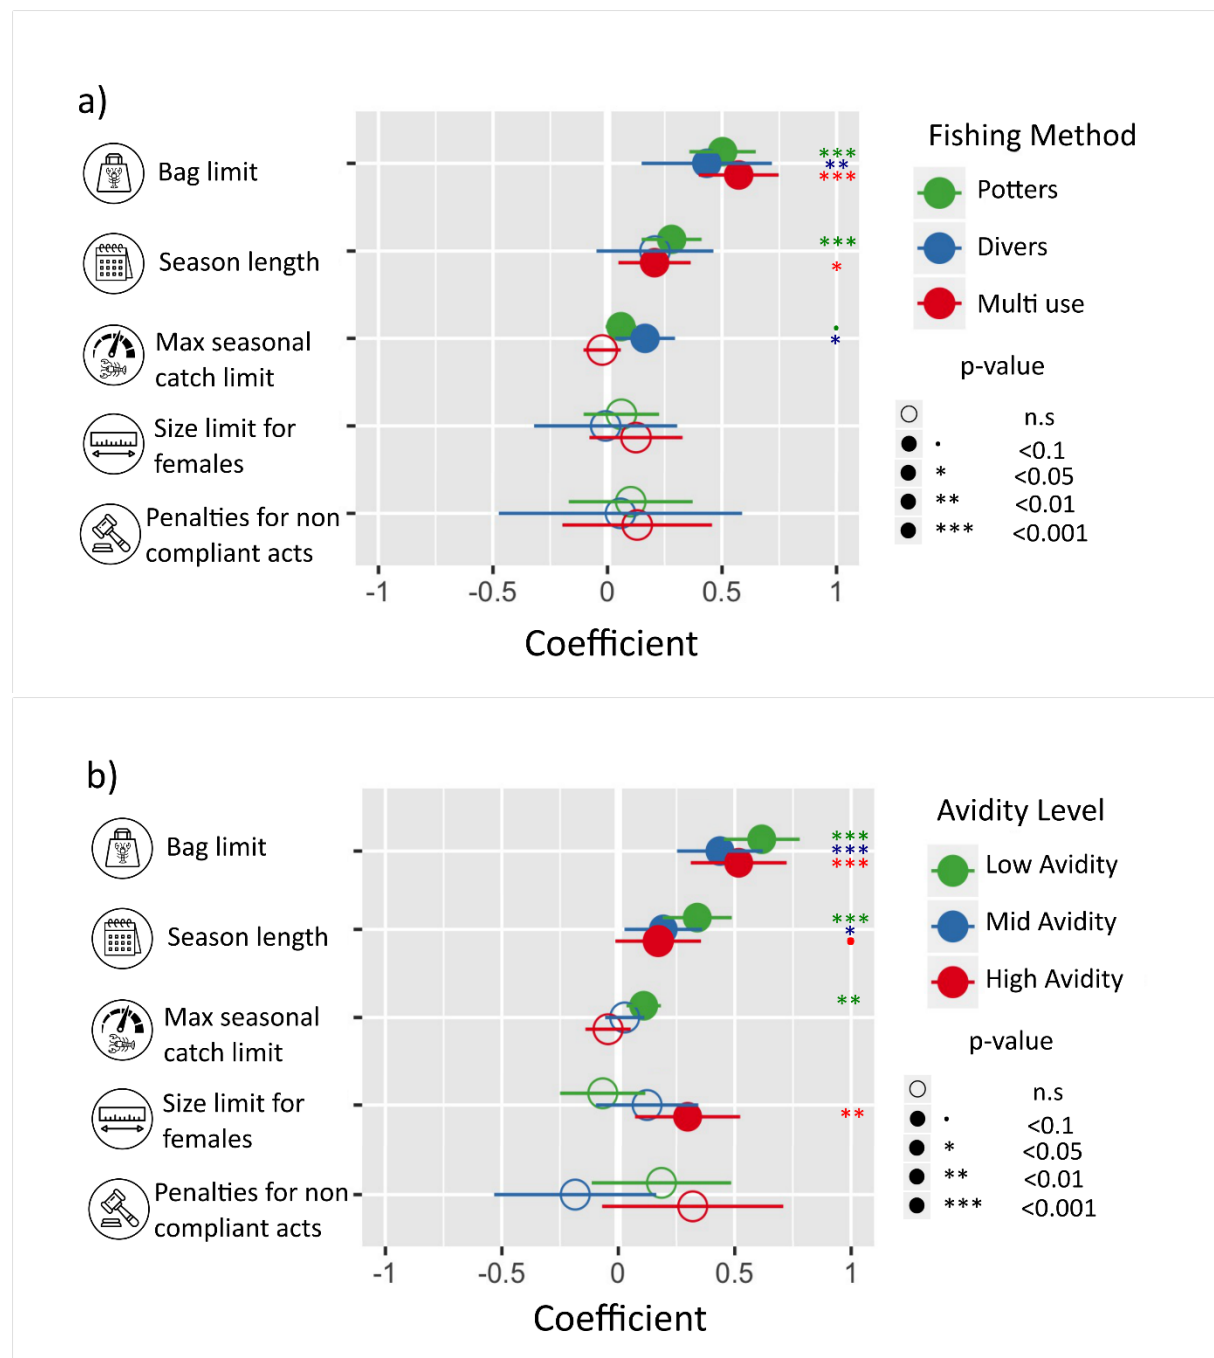 a)
Bag limit
***
**
***
Season length
***
*
Max seasonal
catch limit
.
*
Size limit for
females
Penalties for non
compliant acts
-1 -0.5 0 0.5 1
Coefficient
Fishing Method
Potters
Divers
Multi use
p-value
n.s
. <0.1
* <0.05
** <0.01
*** <0.001
b)
Bag limit
***
***
***
Season length
***
*
.
Max seasonal
catch limit
**
Size limit for
females
**
Penalties for non
compliant acts
-1 -0.5 0 0.5 1
Coefficient
Avidity Level
Low Avidity
Mid Avidity
High Avidity
p-value
n.s
. <0.1
* <0.05
** <0.01
*** <0.001